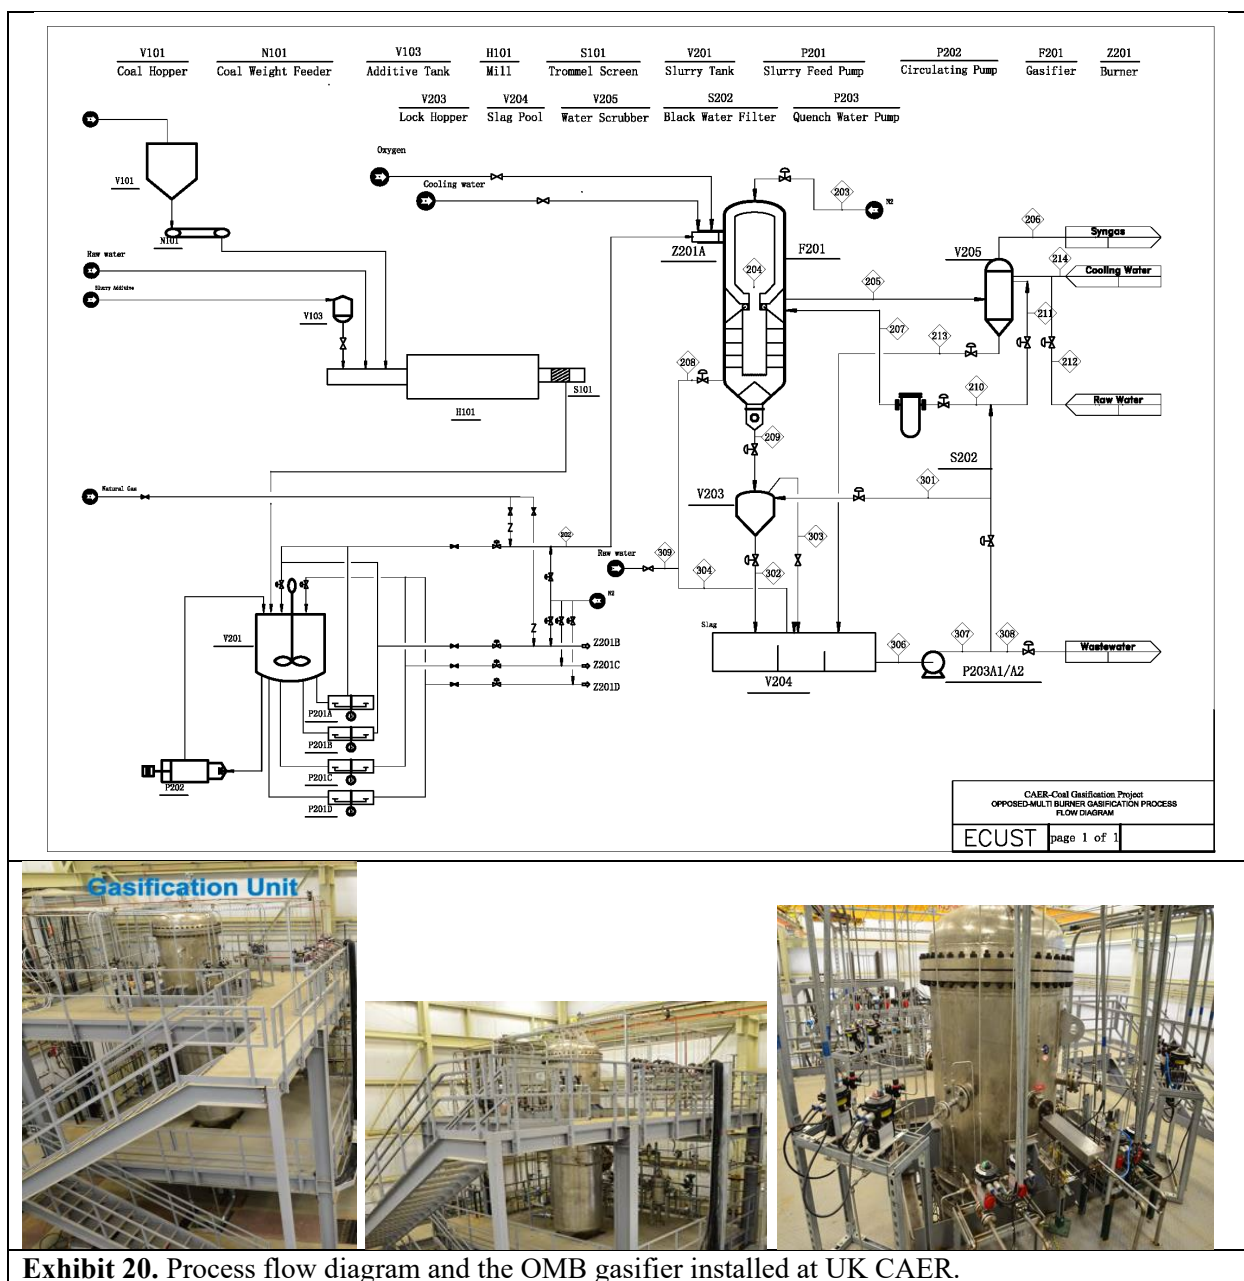 V101 N101 V103 H101 S101 V201 P201 P202 F201 Z201
Coal Hopper Coal Weight Feeder Additive Tank Mill Trommel Screen Slurry Tank Slurry Feed Pump Circulating Pump Gasifier Burner
V203 V204 V205 S202 P203
Lock Hopper Slag Pool Water Scrubber Black Water Filter Quench Water Pump
Oxygen
Cooling water
V101
N101
Raw water
Slurry Additive
V103
H101
S101
Z201A
F201
203
N2
204
205
206
Syngas
V205
214
Cooling Water
211
207
213
212
208
210
Raw Water
209
S202
V203
301
Natural Gas
202
Raw water
309
303
304
302
N2
V201
Z201B
Z201C
Z201D
Slag
V204
306
307
308
Wastewater
P203A1/A2
P201A
P201B
P201C
P201D
P202
CAER-Coal Gasification Project
OPPOSED-MULTI BURNER GASIFICATION PROCESS
FLOW DIAGRAM
ECUST page 1 of 1
Gasification Unit
Exhibit 20. Process flow diagram and the OMB gasifier installed at UK CAER.